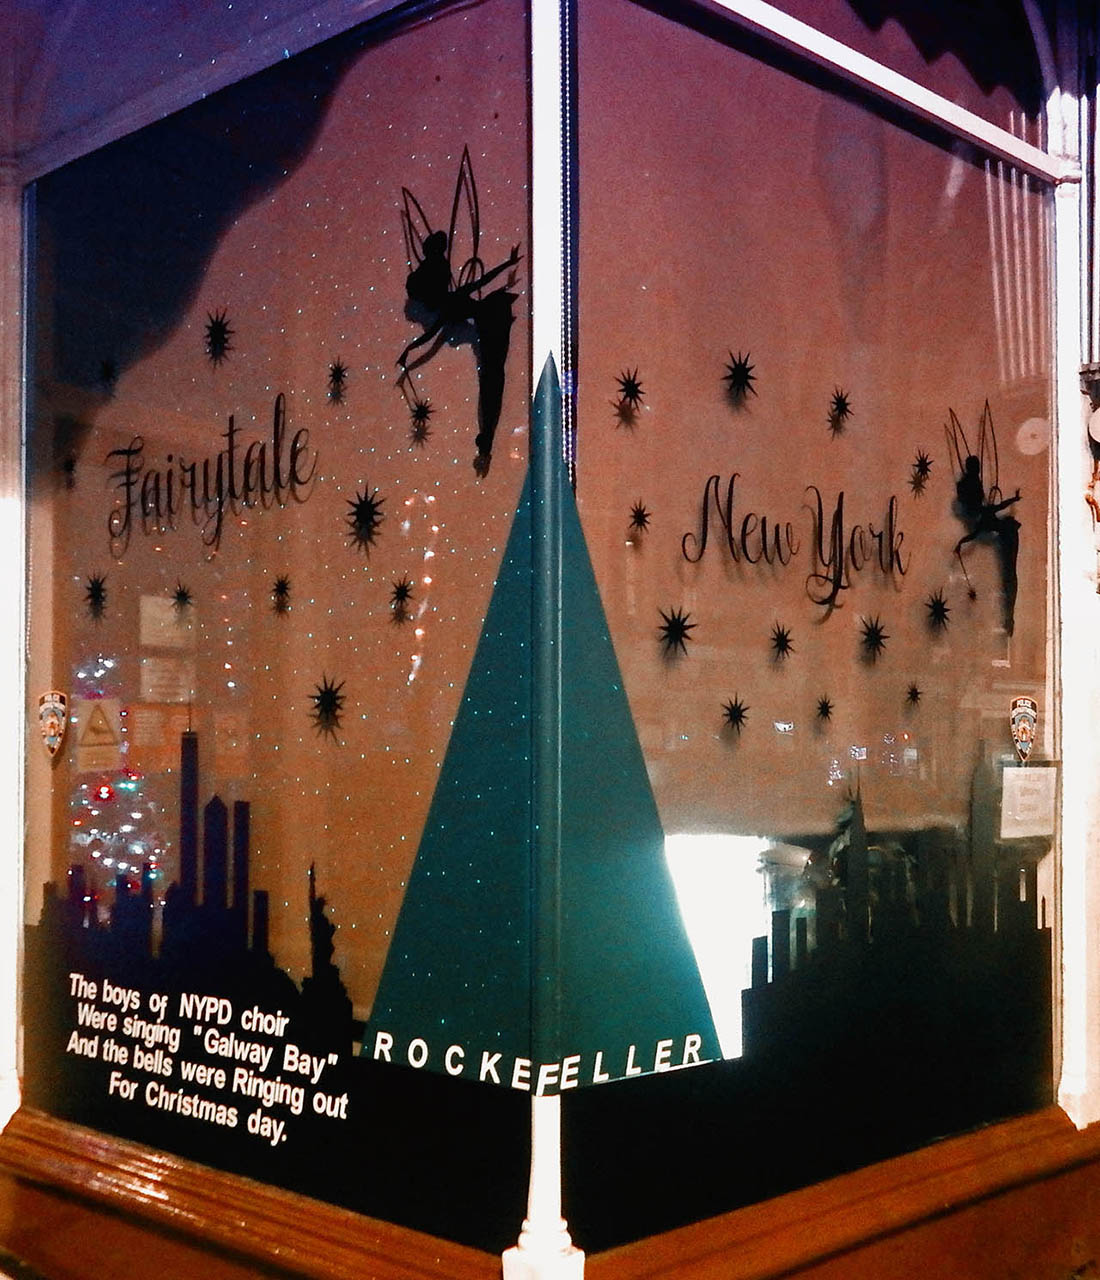 Fairytale
New York
POLICE
ROCKEFELLER
The boys of NYPD choir
Were singing "Galway Bay"
And the bells were Ringing out
For Christmas day.